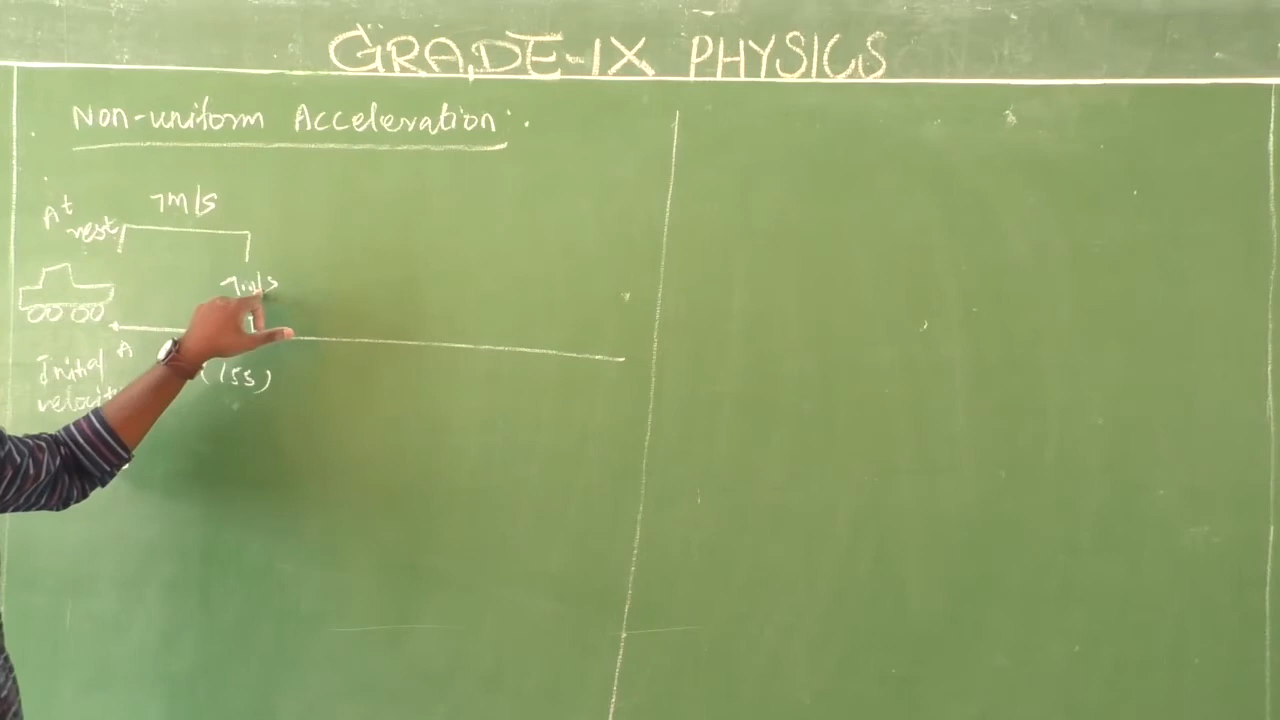 GRADE-IX PHYSICS
Non-uniform Acceleration:
7m/s
At
rest
7m/s
A
Initial
(15s)